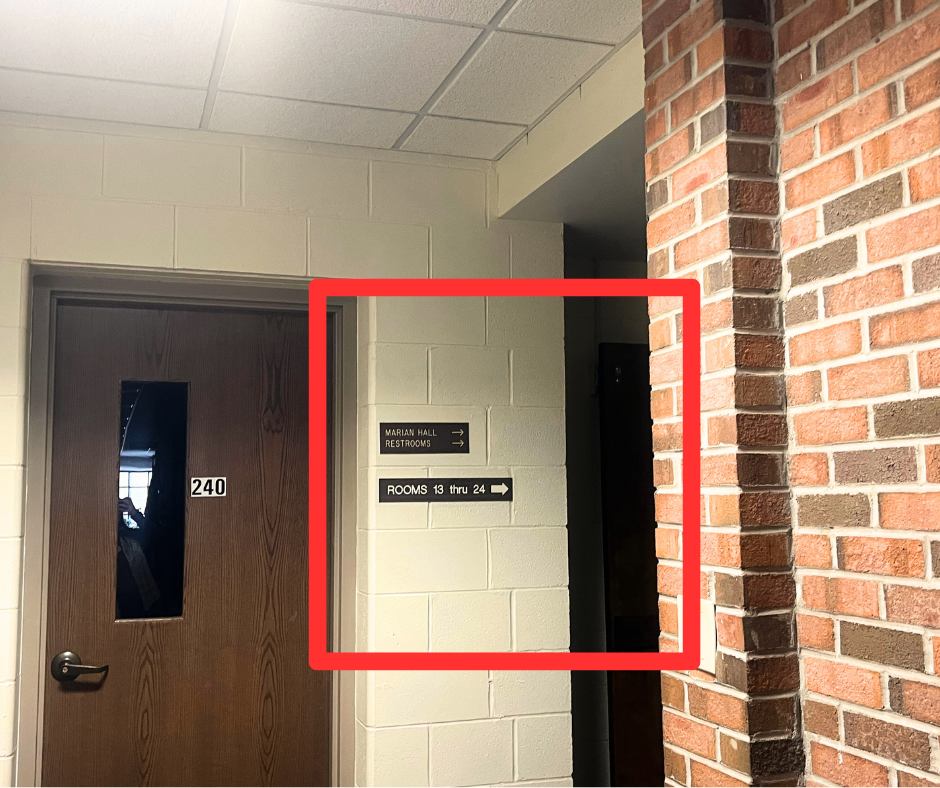 240
MARIAN HALL →
RESTROOMS →
ROOMS 13 thru 24 →